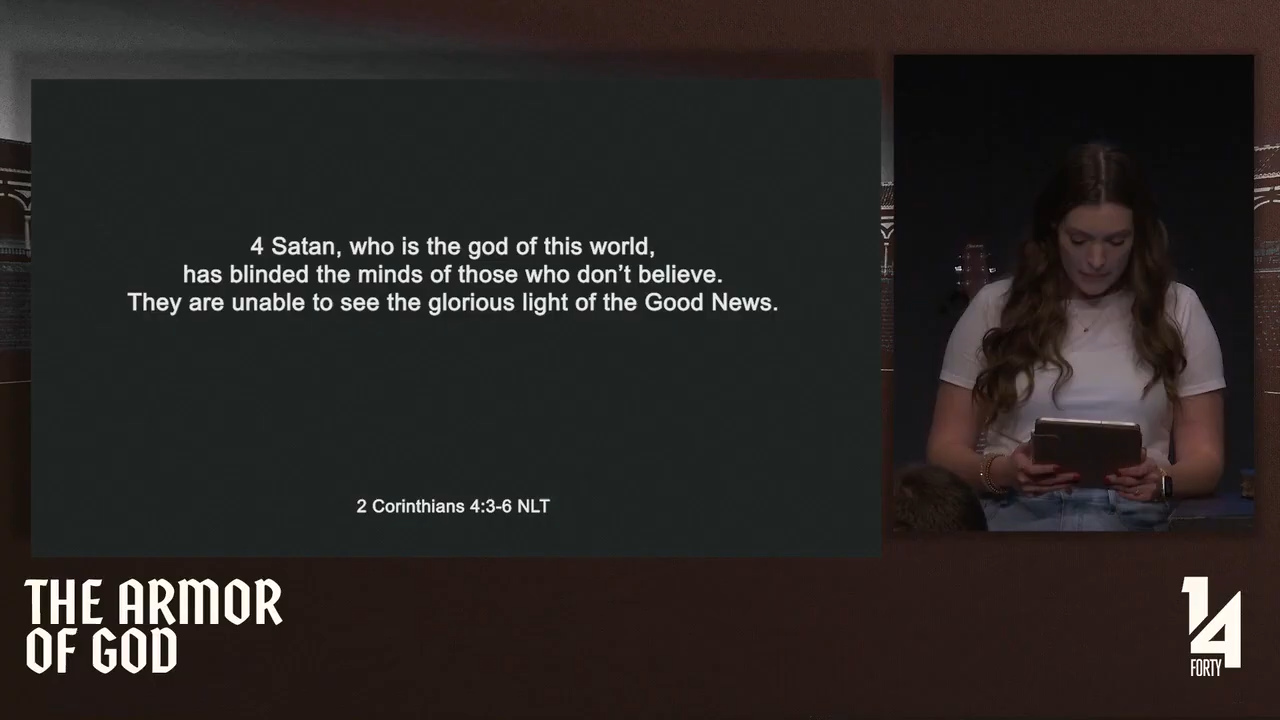 4 Satan, who is the god of this world,
has blinded the minds of those who don’t believe.
They are unable to see the glorious light of the Good News.
2 Corinthians 4:3-6 NLT
THE ARMOR
OF GOD
14
FORTY